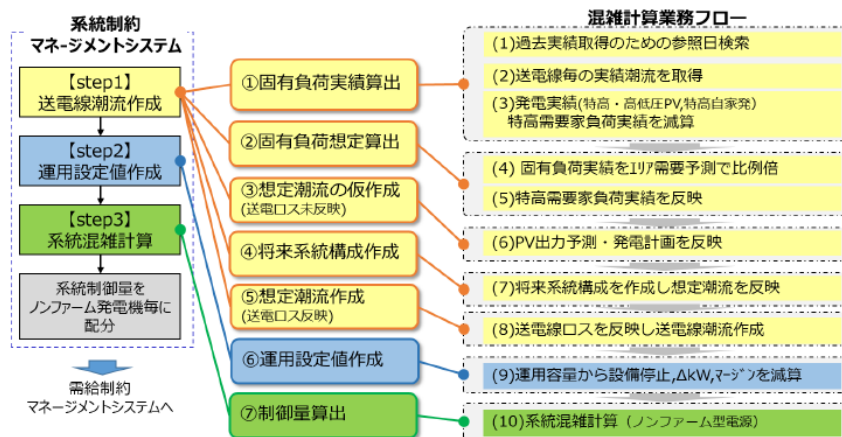 系統制約
マネージメントシステム
【step1】
送電線潮流作成
【step2】
運用設定値作成
【step3】
系統混雑計算
系統制御量を
ノンファーム発電機毎に
配分
需給制約
マネージメントシステムへ
①固有負荷実績算出
②固有負荷想定算出
③想定潮流の仮作成
(送電ロス未反映)
④将来系統構成作成
⑤想定潮流作成
(送電ロス反映)
⑥運用設定値作成
⑦制御量算出
混雑計算業務フロー
(1)過去実績取得のための参照日検索
(2)送電線毎の実績潮流を取得
(3)発電実績(特高・高低圧PV,特高自家発)
特高需要家負荷実績を減算
(4) 固有負荷実績をエリア需要予測で比例倍
(5)特高需要家負荷実績を反映
(6)PV出力予測・発電計画を反映
(7)将来系統構成を作成し想定潮流を反映
(8)送電線ロスを反映し送電線潮流作成
(9)運用容量から設備停止,ΔkW,マージンを減算
(10)系統混雑計算（ノンファーム型電源）